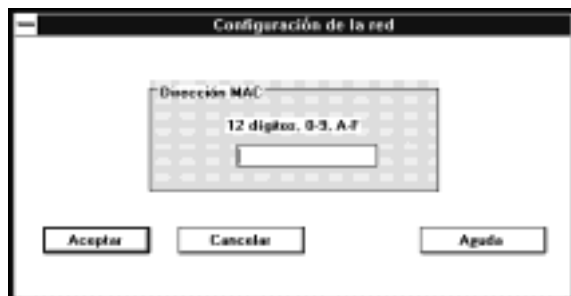 Configuración de la red
Dirección MAC
12 dígitos, 0-9, A-F
Aceptar
Cancelar
Ayuda